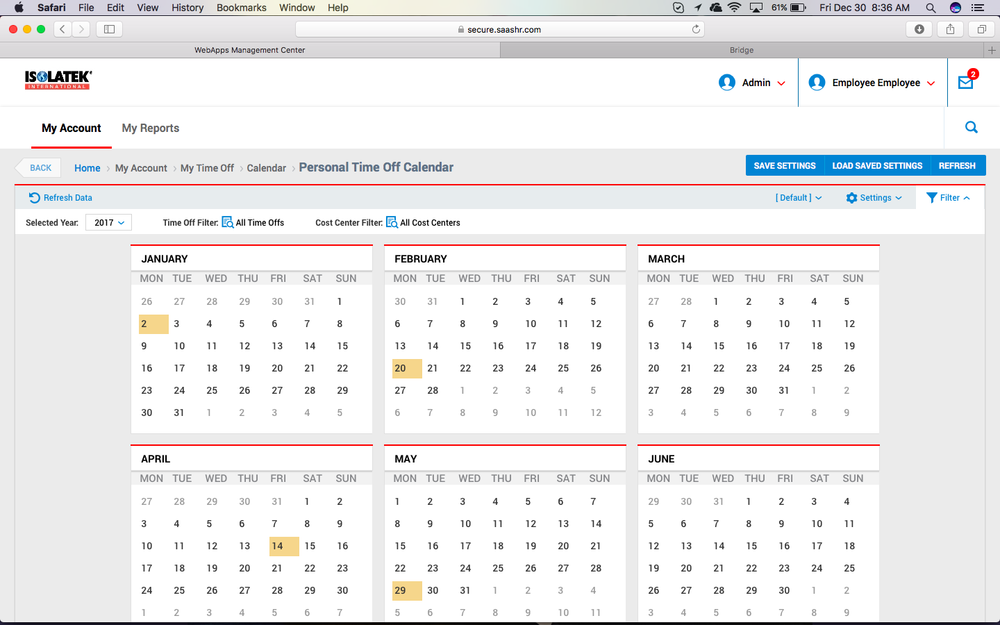 Safari File Edit View History Bookmarks Window Help 61% Fri Dec 30 8:36 AM
secure.saashr.com
WebApps Management Center Bridge
ISOLATEK
INTERNATIONAL
Admin Employee Employee 2
My Account My Reports
BACK Home › My Account › My Time Off › Calendar › Personal Time Off Calendar SAVE SETTINGS LOAD SAVED SETTINGS REFRESH
Refresh Data [ Default ] Settings Filter
Selected Year: 2017 Time Off Filter: All Time Offs Cost Center Filter: All Cost Centers
JANUARY
MON TUE WED THU FRI SAT SUN
26 27 28 29 30 31 1
2 3 4 5 6 7 8
9 10 11 12 13 14 15
16 17 18 19 20 21 22
23 24 25 26 27 28 29
30 31 1 2 3 4 5
FEBRUARY
MON TUE WED THU FRI SAT SUN
30 31 1 2 3 4 5
6 7 8 9 10 11 12
13 14 15 16 17 18 19
20 21 22 23 24 25 26
27 28 1 2 3 4 5
6 7 8 9 10 11 12
MARCH
MON TUE WED THU FRI SAT SUN
27 28 1 2 3 4 5
6 7 8 9 10 11 12
13 14 15 16 17 18 19
20 21 22 23 24 25 26
27 28 29 30 31 1 2
3 4 5 6 7 8 9
APRIL
MON TUE WED THU FRI SAT SUN
27 28 29 30 31 1 2
3 4 5 6 7 8 9
10 11 12 13 14 15 16
17 18 19 20 21 22 23
24 25 26 27 28 29 30
1 2 3 4 5 6 7
MAY
MON TUE WED THU FRI SAT SUN
1 2 3 4 5 6 7
8 9 10 11 12 13 14
15 16 17 18 19 20 21
22 23 24 25 26 27 28
29 30 31 1 2 3 4
5 6 7 8 9 10 11
JUNE
MON TUE WED THU FRI SAT SUN
29 30 31 1 2 3 4
5 6 7 8 9 10 11
12 13 14 15 16 17 18
19 20 21 22 23 24 25
26 27 28 29 30 1 2
3 4 5 6 7 8 9